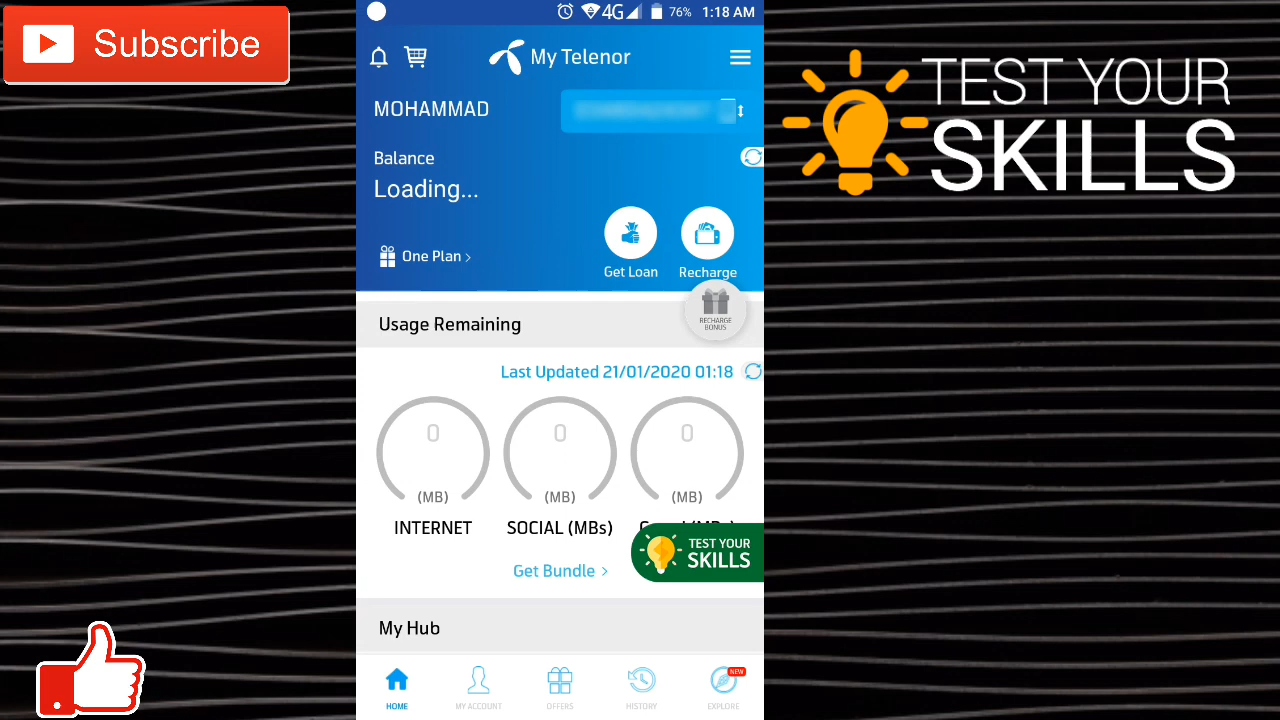 Subscribe
4G 76% 1:18 AM
My Telenor
MOHAMMAD
Balance
Loading...
One Plan >
Get Loan
Recharge
RECHARGE
BONUS
Usage Remaining
Last Updated 21/01/2020 01:18
0
0
0
(MB)
(MB)
(MB)
INTERNET
SOCIAL (MBs)
TEST YOUR
SKILLS
Get Bundle >
My Hub
HOME
MY ACCOUNT
OFFERS
HISTORY
NEW
EXPLORE
TEST YOUR
SKILLS